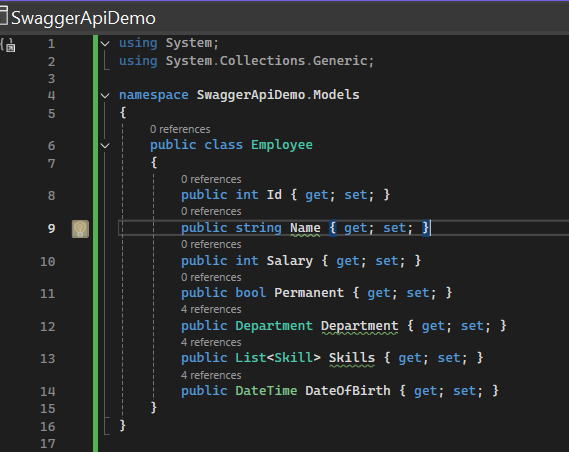 SwaggerApiDemo
1 using System;
2 using System.Collections.Generic;
3
4 namespace SwaggerApiDemo.Models
5 {
0 references
6 public class Employee
7 {
0 references
8 public int Id { get; set; }
0 references
9 public string Name { get; set; }
0 references
10 public int Salary { get; set; }
0 references
11 public bool Permanent { get; set; }
4 references
12 public Department Department { get; set; }
4 references
13 public List<Skill> Skills { get; set; }
4 references
14 public DateTime DateOfBirth { get; set; }
15 }
16 }
17